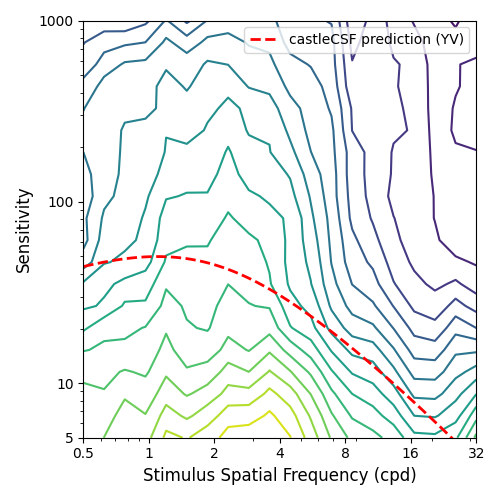 1000
castleCSF prediction (YV)
100
10
5
Sensitivity
0.5 1 2 4 8 16 32
Stimulus Spatial Frequency (cpd)